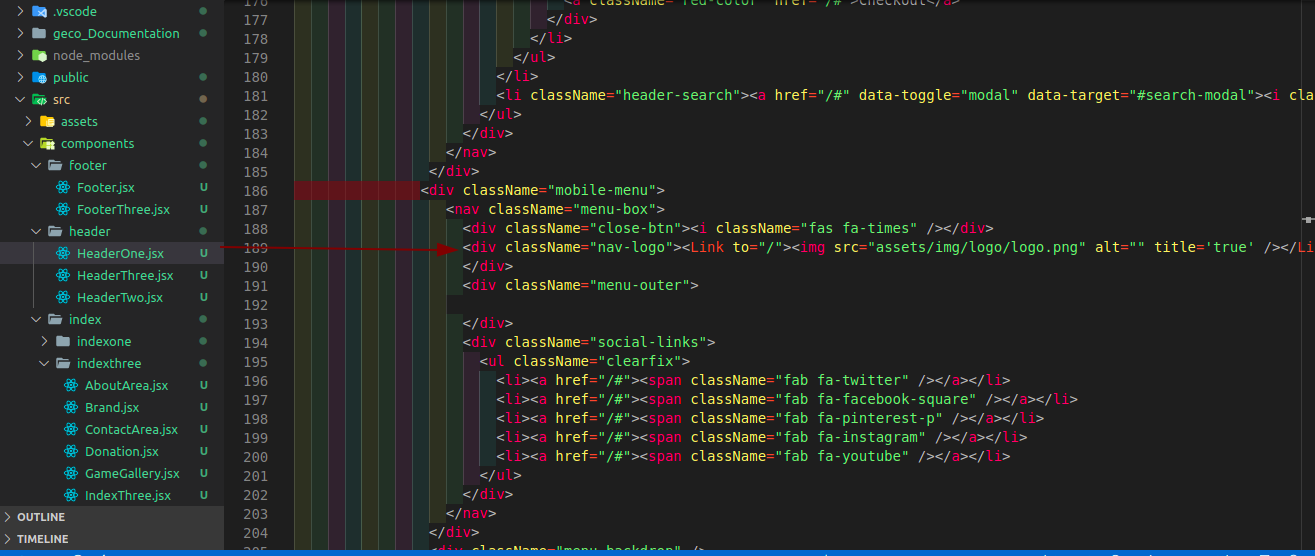 .vscode
geco_Documentation
node_modules
public
src
assets
components
footer
Footer.jsx U
FooterThree.jsx U
header
HeaderOne.jsx U
HeaderThree.jsx U
HeaderTwo.jsx U
index
indexone
indexthree
AboutArea.jsx U
Brand.jsx U
ContactArea.jsx U
Donation.jsx U
GameGallery.jsx U
IndexThree.jsx U
OUTLINE
TIMELINE
176 <a className="red-color" href="/#">checkout</a>
177 </div>
178 </li>
179 </ul>
180 </li>
181 <li className="header-search"><a href="/#" data-toggle="modal" data-target="#search-modal"><i cla
182 </ul>
183 </div>
184 </nav>
185 </div>
186 <div className="mobile-menu">
187 <nav className="menu-box">
188 <div className="close-btn"><i className="fas fa-times" /></div>
189 <div className="nav-logo"><Link to="/"><img src="assets/img/logo/logo.png" alt="" title='true' /></Li
190 </div>
191 <div className="menu-outer">
192
193 </div>
194 <div className="social-links">
195 <ul className="clearfix">
196 <li><a href="/#"><span className="fab fa-twitter" /></a></li>
197 <li><a href="/#"><span className="fab fa-facebook-square" /></a></li>
198 <li><a href="/#"><span className="fab fa-pinterest-p" /></a></li>
199 <li><a href="/#"><span className="fab fa-instagram" /></a></li>
200 <li><a href="/#"><span className="fab fa-youtube" /></a></li>
201 </ul>
202 </div>
203 </nav>
204 </div>
205 <div className="menu-backdrop" />